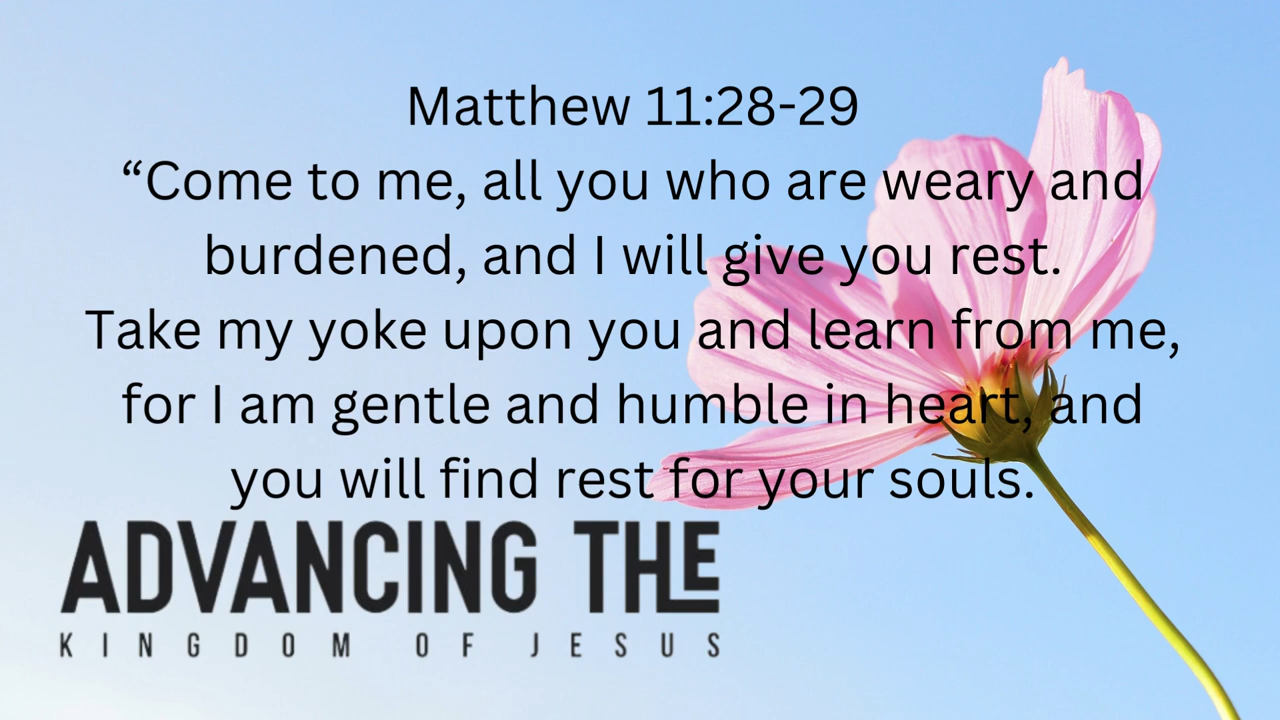 Matthew 11:28-29
“Come to me, all you who are weary and
burdened, and I will give you rest.
Take my yoke upon you and learn from me,
for I am gentle and humble in heart, and
you will find rest for your souls.
ADVANCING THE
KINGDOM OF JESUS